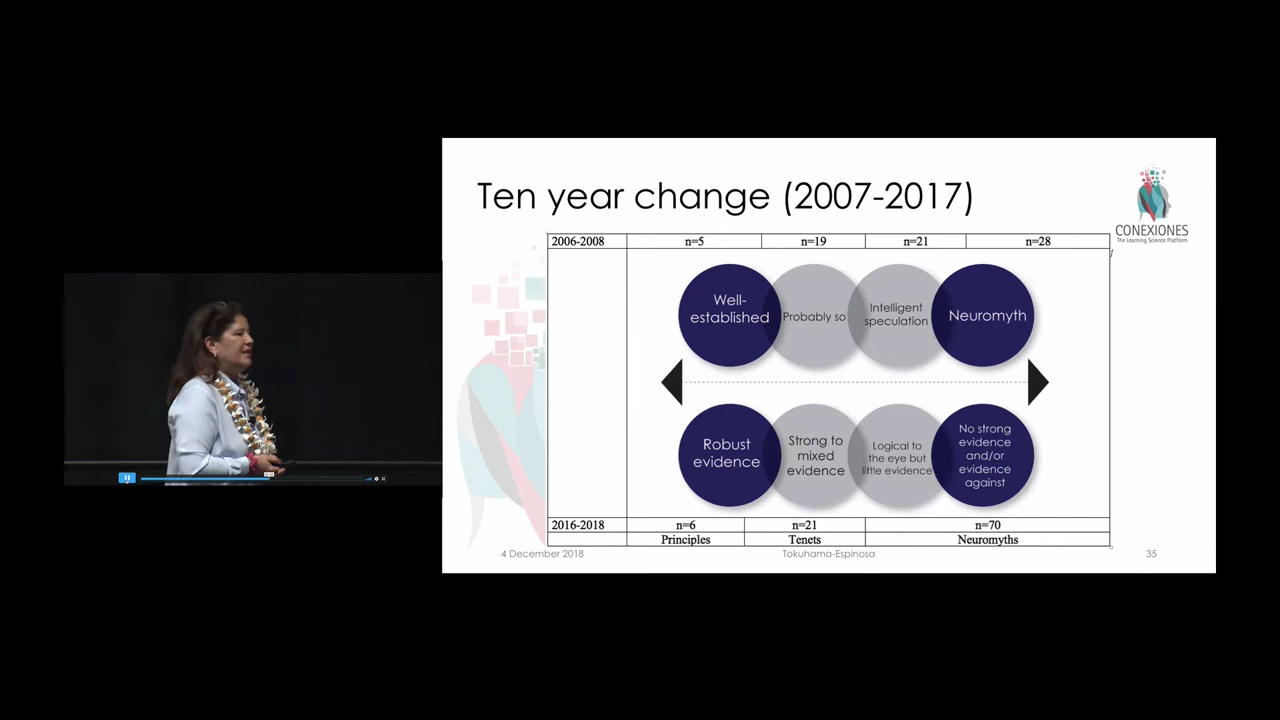 Ten year change (2007-2017)
CONEXIONES
The Learning Science Platform
2006-2008 n=5 n=19 n=21 n=28
Well-
established
Probably so
Intelligent
speculation
Neuromyth
Robust
evidence
Strong to
mixed
evidence
Logical to
the eye but
little evidence
No strong
evidence
and/or
evidence
against
2016-2018 n=6 n=21 n=70
Principles Tenets Neuromyths
4 December 2018 Tokuhama-Espinosa 35